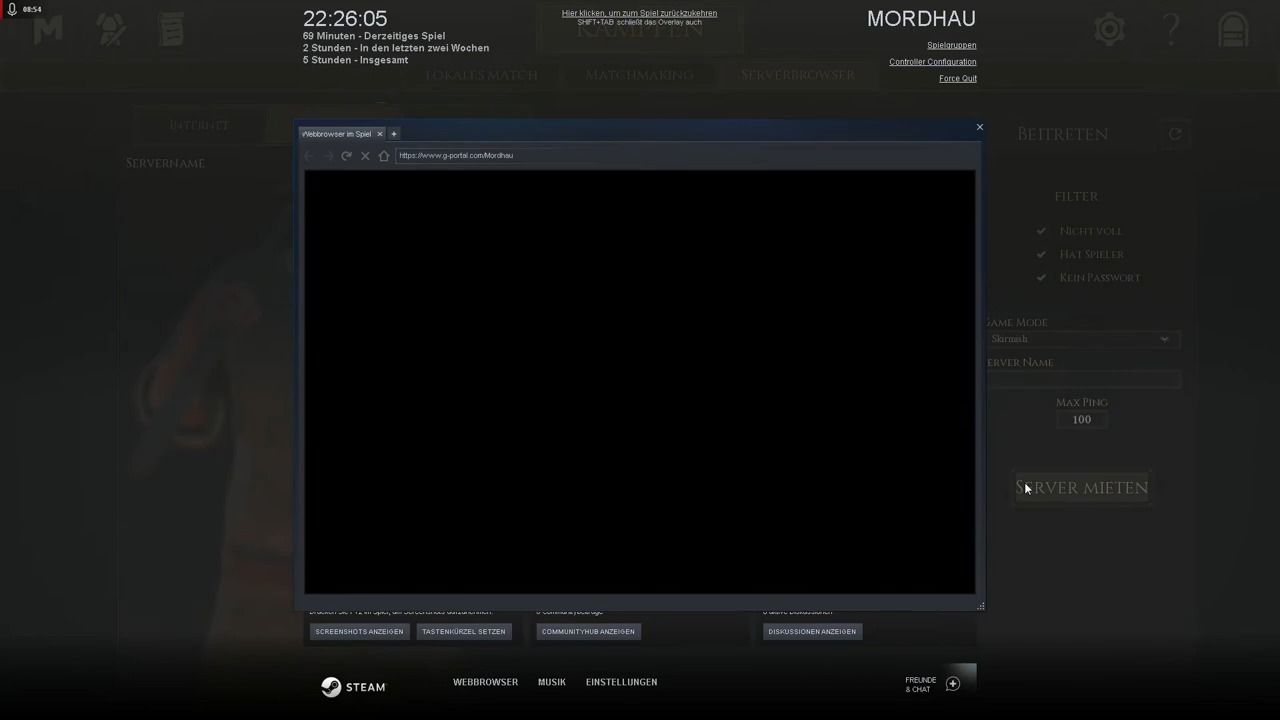 08:54
22:26:05
69 Minuten - Derzeitiges Spiel
2 Stunden - In den letzten zwei Wochen
5 Stunden - Insgesamt
Hier klicken, um zum Spiel zurückzukehren
SHIFT+TAB schließt das Overlay auch
KÄMPFEN
MORDHAU
Spielgruppen
Controller Configuration
Force Quit
LOKALES MATCH
MATCHMAKING
SERVERBROWSER
INTERNET
SERVERNAME
Webbrowser im Spiel
https://www.g-portal.com/Mordhau
BEITRETEN
FILTER
NICHT VOLL
HAT SPIELER
KEIN PASSWORT
GAME MODE
Skirmish
SERVER NAME
MAX PING
100
SERVER MIETEN
SCREENSHOTS ANZEIGEN
TASTENKÜRZEL SETZEN
COMMUNITYHUB ANZEIGEN
DISKUSSIONEN ANZEIGEN
STEAM
WEBBROWSER
MUSIK
EINSTELLUNGEN
FREUNDE
& CHAT